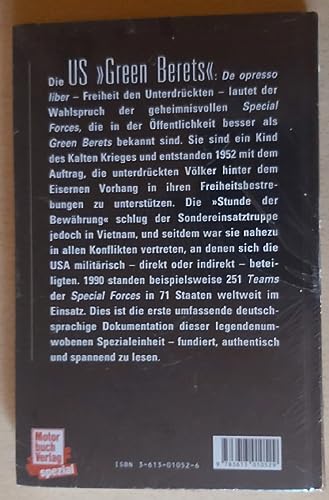 Die US »Green Berets«: De opresso
liber – Freiheit den Unterdrückten – lautet der
Wahlspruch der geheimnisvollen Special
Forces, die in der Öffentlichkeit besser als
Green Berets bekannt sind. Sie sind ein Kind
des Kalten Krieges und entstanden 1952 mit dem
Auftrag, die unterdrückten Völker hinter dem
Eisernen Vorhang in ihren Freiheitsbestre-
bungen zu unterstützen. Die »Stunde der
Bewährung« schlug der Sondereinsatztruppe
jedoch in Vietnam, und seitdem war sie nahezu
in allen Konflikten vertreten, an denen sich die
USA militärisch – direkt oder indirekt – betei-
ligten. 1990 standen beispielsweise 251 Teams
der Special Forces in 71 Staaten weltweit im
Einsatz. Dies ist die erste umfassende deutsch-
sprachige Dokumentation dieser legendenum-
wobenen Spezialeinheit – fundiert, authentisch
und spannend zu lesen.
Motor
buch
Verlag
spezial
ISBN 3-613-01052-6
9 783613 010529